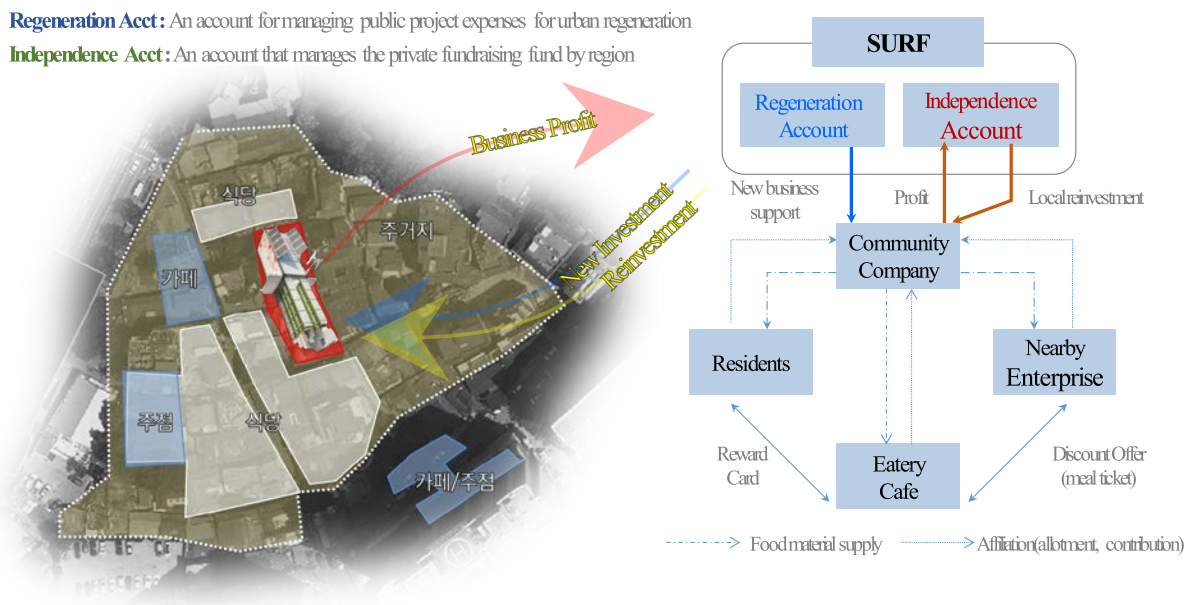 Regeneration Acct : An account for managing public project expenses for urban regeneration
Independence Acct : An account that manages the private fundraising fund by region
SURF
Regeneration
Account
Independence
Account
Business Profit
New business
support
Profit
Local reinvestment
New Investment
Reinvestment
식당
주거지
카페
Community
Company
Residents
Nearby
Enterprise
주점
식당
카페/주점
Reward
Card
Eatery
Cafe
Discount Offer
(meal ticket)
Food material supply
Affiliation(allotment, contribution)
H